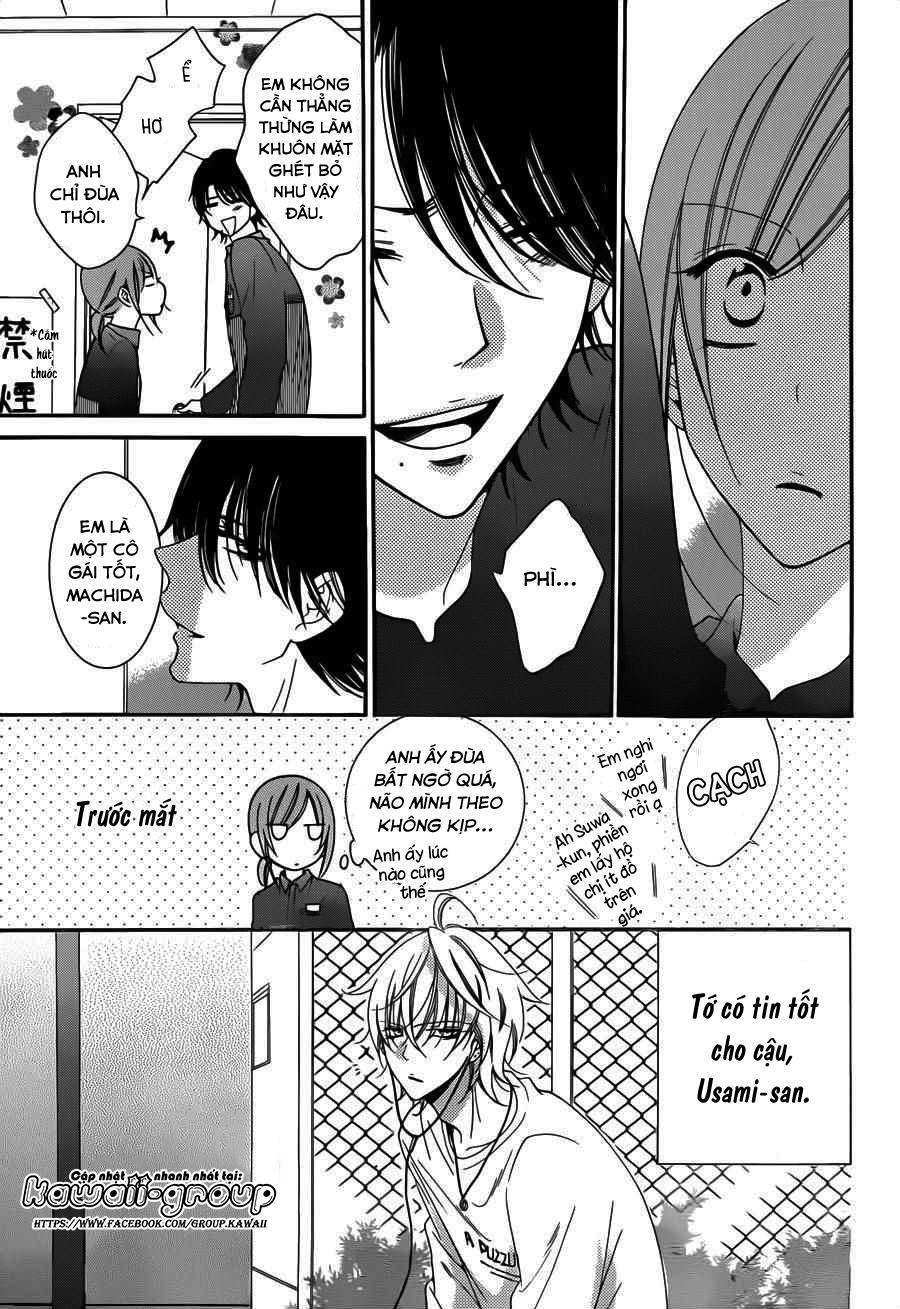 PHÌ...
EM KHÔNG
CẦN THẲNG
THỪNG LÀM
KHUÔN MẶT
GHÉT BỎ
NHƯ VẬY
ĐÂU.
Ể
HƠ
ANH
CHỈ ĐÙA
THÔI.
禁
煙
*Cấm
hút
thuốc
EM LÀ
MỘT CÔ
GÁI TỐT,
MACHIDA
-SAN.
CẠCH
Em nghỉ
ngơi
xong
rồi ạ
Ah Suwa
-kun, phiền
em lấy hộ
chị ít đồ
trên
giá.
ANH ẤY ĐÙA
BẤT NGỜ QUÁ,
NÃO MÌNH THEO
KHÔNG KỊP...
Anh ấy lúc
nào cũng
thế
Trước mắt
Tớ có tin tốt
cho cậu,
Usami-san.
A PUZZU
Cập nhật nhanh nhất tại:
kawaii-group
HTTPS://WWW.FACEBOOK.COM/GROUP.KAWAII